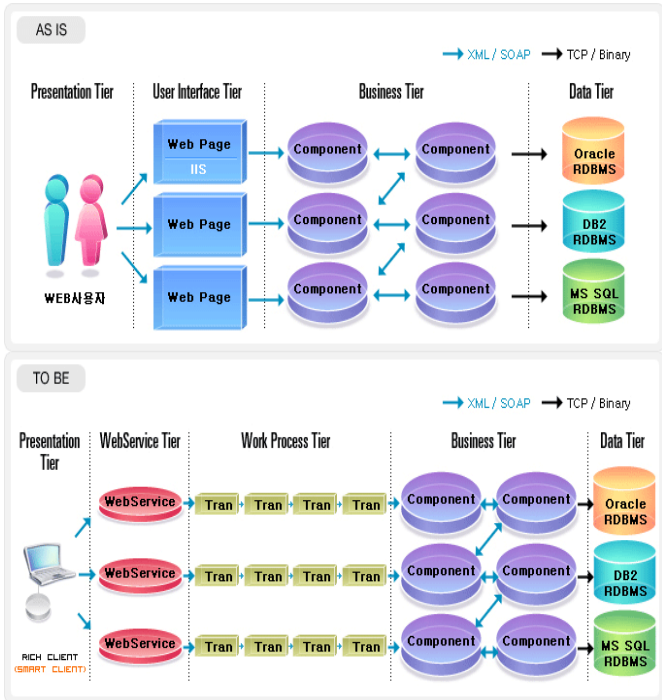 AS IS
XML / SOAP
TCP / Binary
Presentation Tier
User Interface Tier
Business Tier
Data Tier
Web Page
IIS
Component
Component
Oracle
RDBMS
Web Page
Component
Component
DB2
RDBMS
Web Page
Component
Component
MS SQL
RDBMS
WEB사용자
TO BE
XML / SOAP
TCP / Binary
Presentation
Tier
WebService Tier
Work Process Tier
Business Tier
Data Tier
WebService
Tran
Tran
Tran
Tran
Component
Component
Oracle
RDBMS
WebService
Tran
Tran
Tran
Tran
Component
Component
DB2
RDBMS
WebService
Tran
Tran
Tran
Tran
Component
Component
MS SQL
RDBMS
RICH CLIENT
(SMART CLIENT)